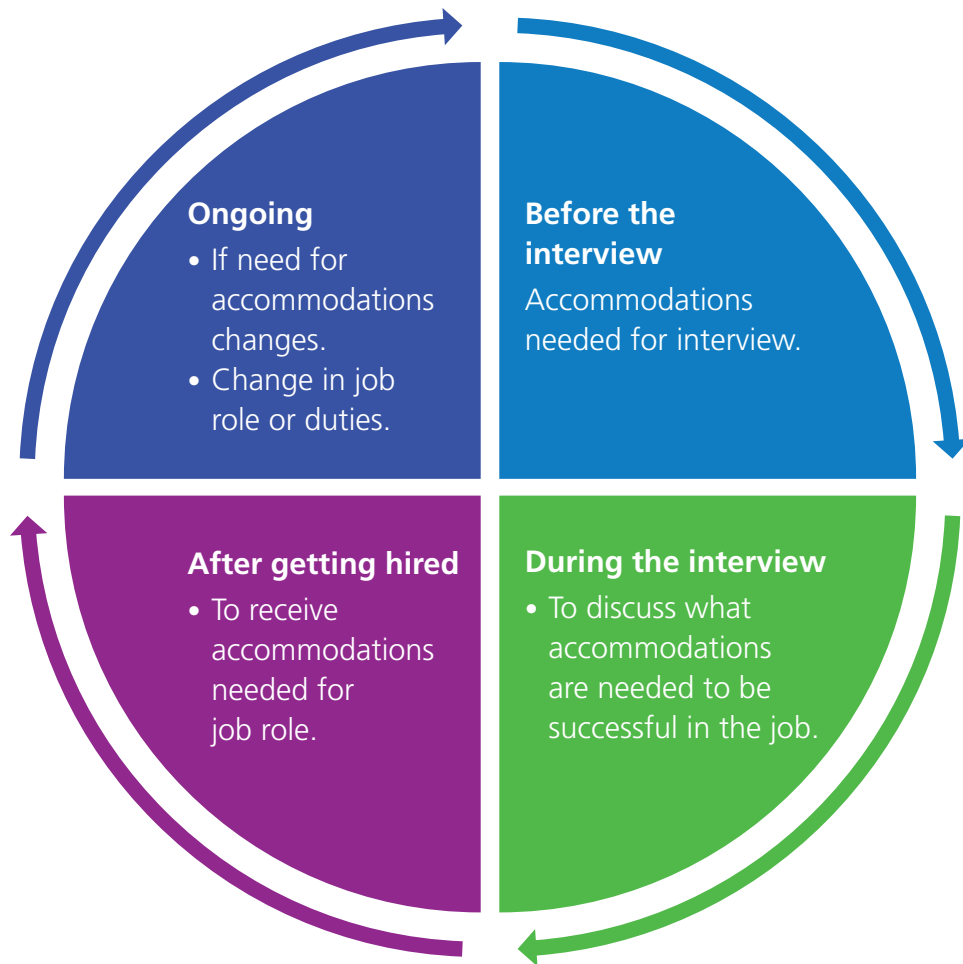 Before the
interview
Accommodations
needed for interview.
During the interview
• To discuss what
accommodations
are needed to be
successful in the job.
After getting hired
• To receive
accommodations
needed for
job role.
Ongoing
• If need for
accommodations
changes.
• Change in job
role or duties.